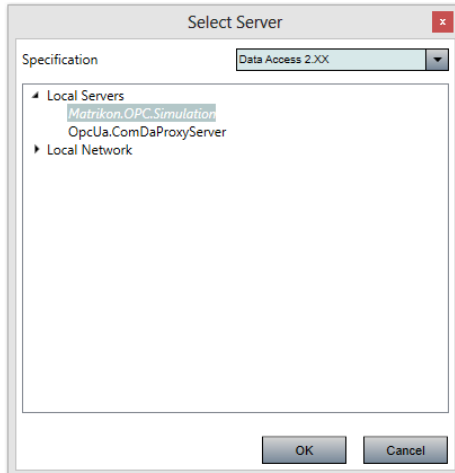 Select Server
x
Specification
Data Access 2.XX
Local Servers
Matrikon.OPC.Simulation
OpcUa.ComDaProxyServer
Local Network
OK
Cancel